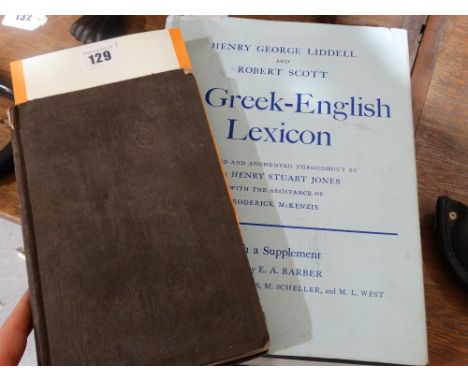 132
129
HENRY GEORGE LIDDELL
AND
ROBERT SCOTT
Greek-English
Lexicon
AND AUGMENTED THROUGHOUT BY
HENRY STUART JONES
WITH THE ASSISTANCE OF
RODERICK McKENZIE
a Supplement
E. A. BARBER
M. SCHELLER, and M. L. WEST